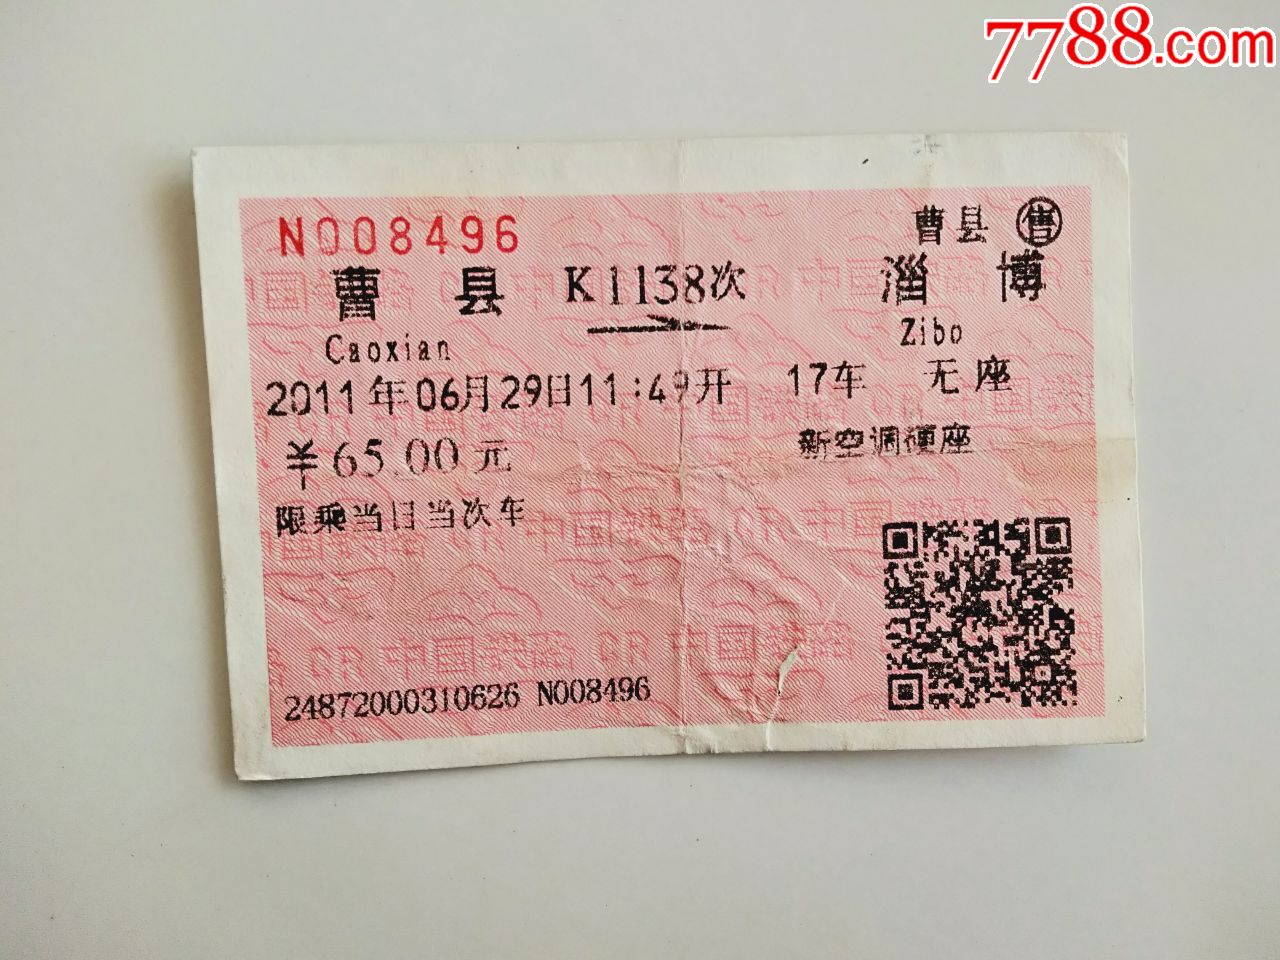 7788.com
N008496
曹县 售
曹县 K1138次 淄博
Caoxian Zibo
2011年06月29日11:49开 17车 无座
¥65.00元 新空调硬座
限乘当日当次车
24872000310626 N008496